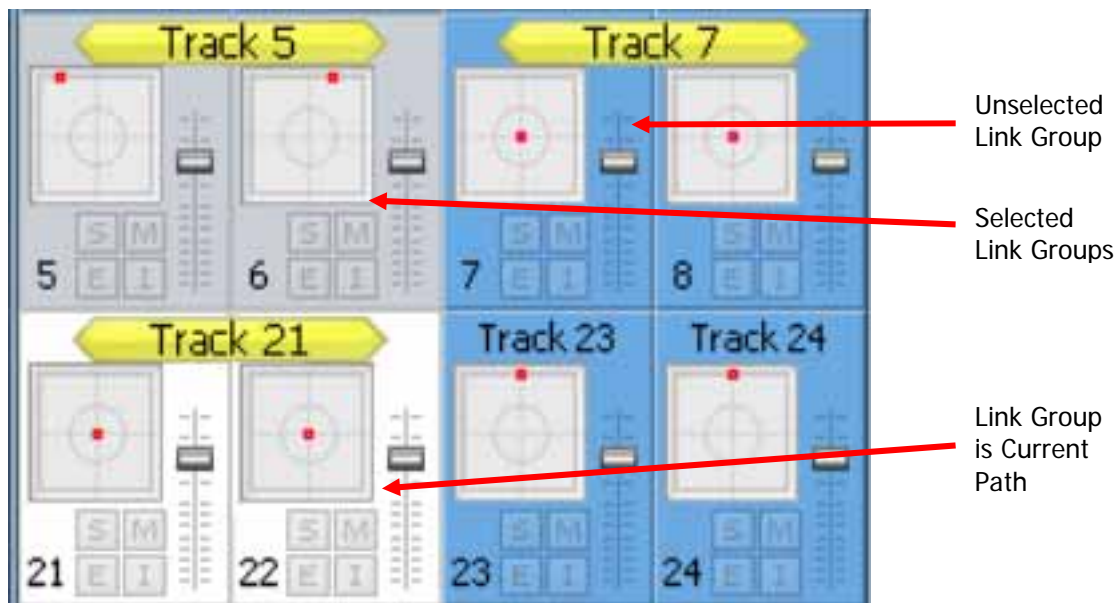 Track 5
Track 7
Unselected
Link Group
S M
S M
S M
S M
5 E I
6 E I
7 E I
8 E I
Selected
Link Groups
Track 21
Track 23
Track 24
Link Group
is Current
Path
S M
S M
S M
S M
21 E I
22 E I
23 E I
24 E I